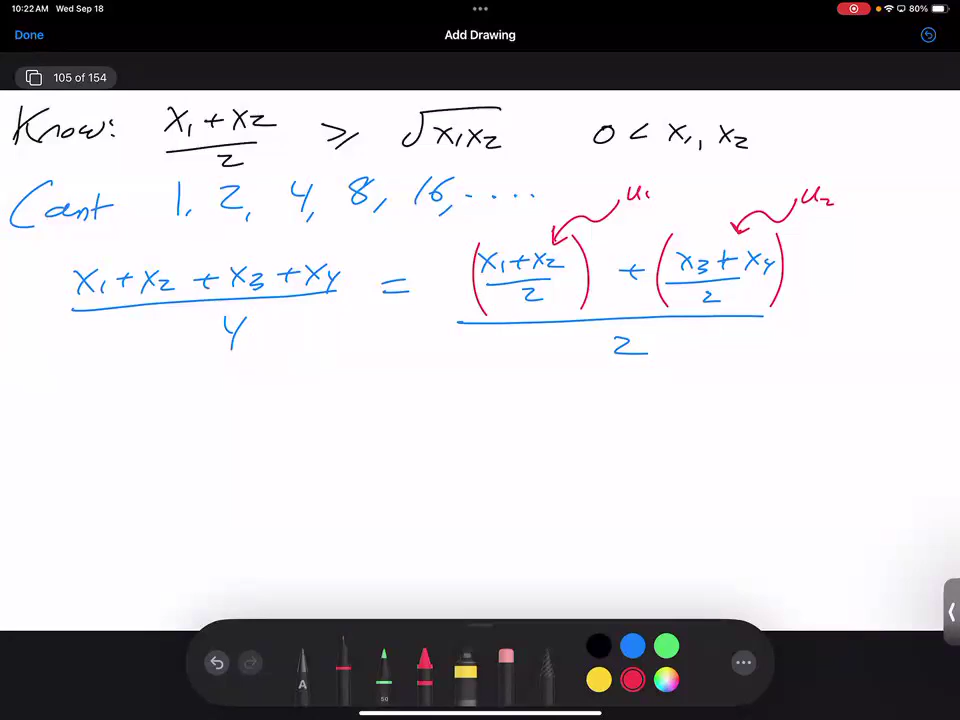 10:22 AM Wed Sep 18 80%
Done Add Drawing
105 of 154
Know: (x₁ + x₂)/2 ≥ √(x₁x₂) 0 < x₁, x₂
1, 2, 4, 8, 16, .....
u₁ u₂
(x₁ + x₂ + x₃ + x₄)/4 = (((x₁+x₂)/2) + ((x₃+x₄)/2))/2
A 50